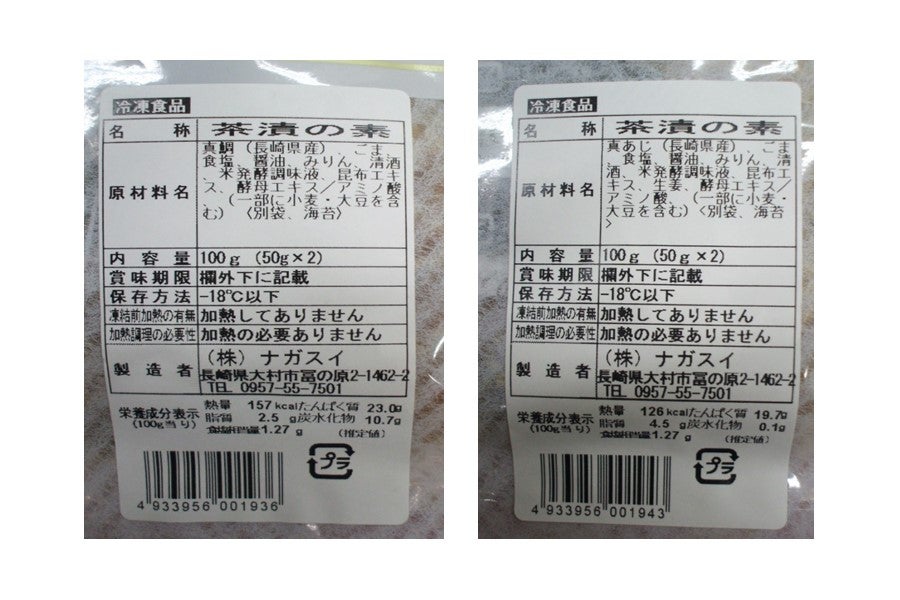 冷凍食品
名称 茶漬の素
原材料名
真鯛（長崎県産）、ごま、
食塩、醤油、みりん、清酒
、米発酵調味液、昆布エキ
ス、酵母エキス／アミノ酸
、（一部に小麦・大豆を含
む）〈別袋、海苔〉
内容量 100g（50g×2）
賞味期限 欄外下に記載
保存方法 -18℃以下
凍結前加熱の有無 加熱してありません
加熱調理の必要性 加熱の必要ありません
製造者
（株）ナガスイ
長崎県大村市冨の原2-1462-2
TEL 0957-55-7501
栄養成分表示
(100g当り)
熱量 157kcalたんぱく質 23.0g
脂質 2.5g炭水化物 10.7g
食塩相当量1.27g （推定値）
プラ
4 933956 001936
冷凍食品
名称 茶漬の素
原材料名
真あじ（長崎県産）、ごま
、食塩、醤油、みりん、清
酒、米発酵調味液、昆布エ
キス、生姜、酵母エキス／
アミノ酸、（一部に小麦・
大豆を含む）〈別袋、海苔
〉
内容量 100g（50g×2）
賞味期限 欄外下に記載
保存方法 -18℃以下
凍結前加熱の有無 加熱してありません
加熱調理の必要性 加熱の必要ありません
製造者
（株）ナガスイ
長崎県大村市冨の原2-1462-2
TEL 0957-55-7501
栄養成分表示
(100g当り)
熱量 126kcalたんぱく質 19.7g
脂質 4.5g炭水化物 0.1g
食塩相当量1.27g （推定値）
プラ
4 933956 001943